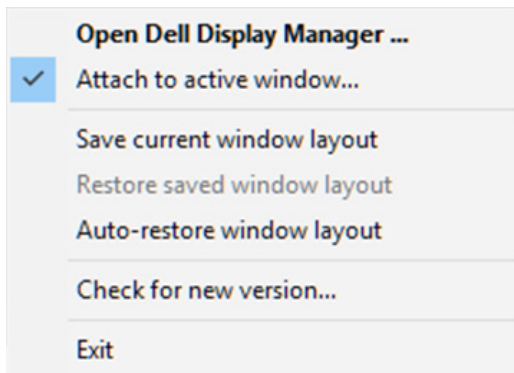 Open Dell Display Manager ...
Attach to active window...
Save current window layout
Restore saved window layout
Auto-restore window layout
Check for new version...
Exit